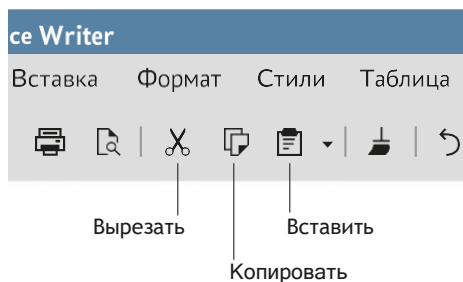 ce Writer
Вставка Формат Стили Таблица
Вырезать Вставить
Копировать